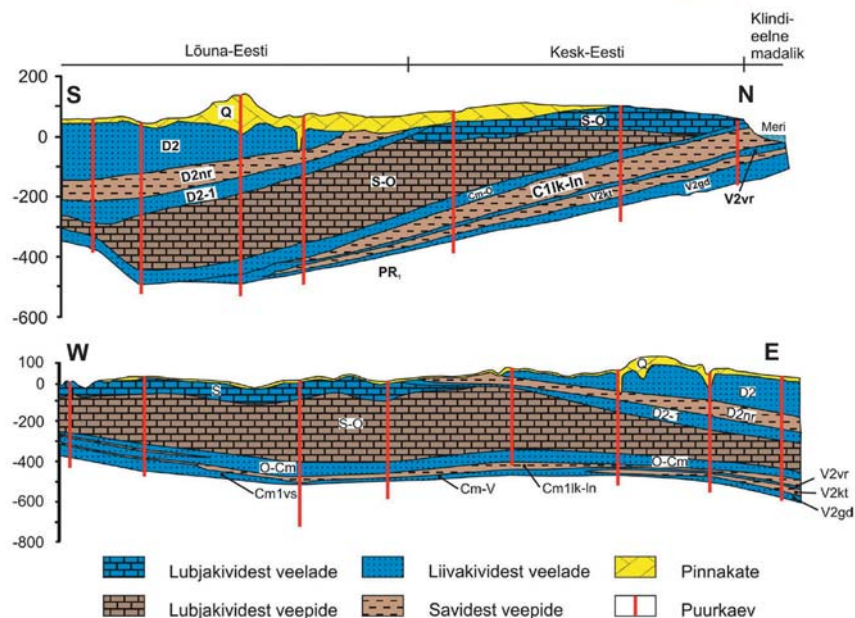 Lõuna-Eesti
Kesk-Eesti
Klindi-
eelne
madalik
S
N
200
0
-200
-400
-600
Q
D2
D2nr
D2-1
S-O
S-O
Cm-O
C1lk-ln
V2kt
V2gd
V2vr
Meri
PR₁
W
E
100
0
-200
-400
-600
-800
S
S-O
Q
D2
D2nr
D2-1
O-Cm
O-Cm
Cm1vs
Cm-V
Cm1lk-ln
V2vr
V2kt
V2gd
Lubjakividest veelade
Liivakividest veelade
Pinnakate
Lubjakividest veepide
Savidest veepide
Puurkaev